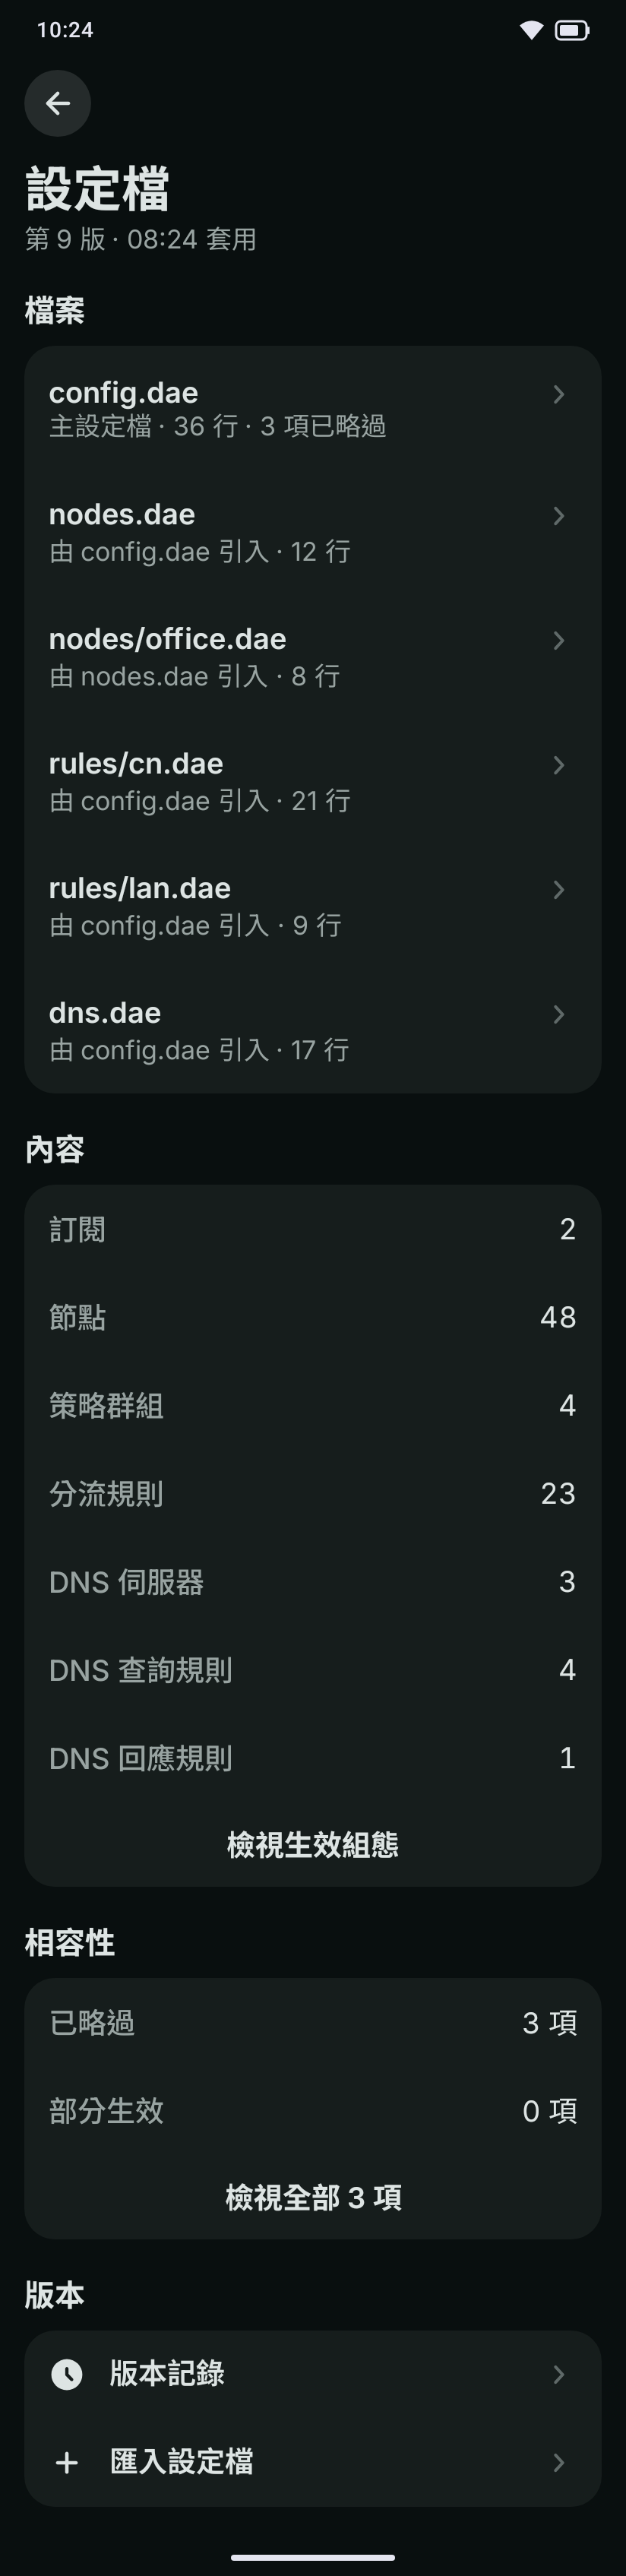 10:24
設定檔
第 9 版 · 08:24 套用
檔案
config.dae
主設定檔 · 36 行 · 3 項已略過
nodes.dae
由 config.dae 引入 · 12 行
nodes/office.dae
由 nodes.dae 引入 · 8 行
rules/cn.dae
由 config.dae 引入 · 21 行
rules/lan.dae
由 config.dae 引入 · 9 行
dns.dae
由 config.dae 引入 · 17 行
內容
訂閱 2
節點 48
策略群組 4
分流規則 23
DNS 伺服器 3
DNS 查詢規則 4
DNS 回應規則 1
檢視生效組態
相容性
已略過 3 項
部分生效 0 項
檢視全部 3 項
版本
版本記錄
匯入設定檔